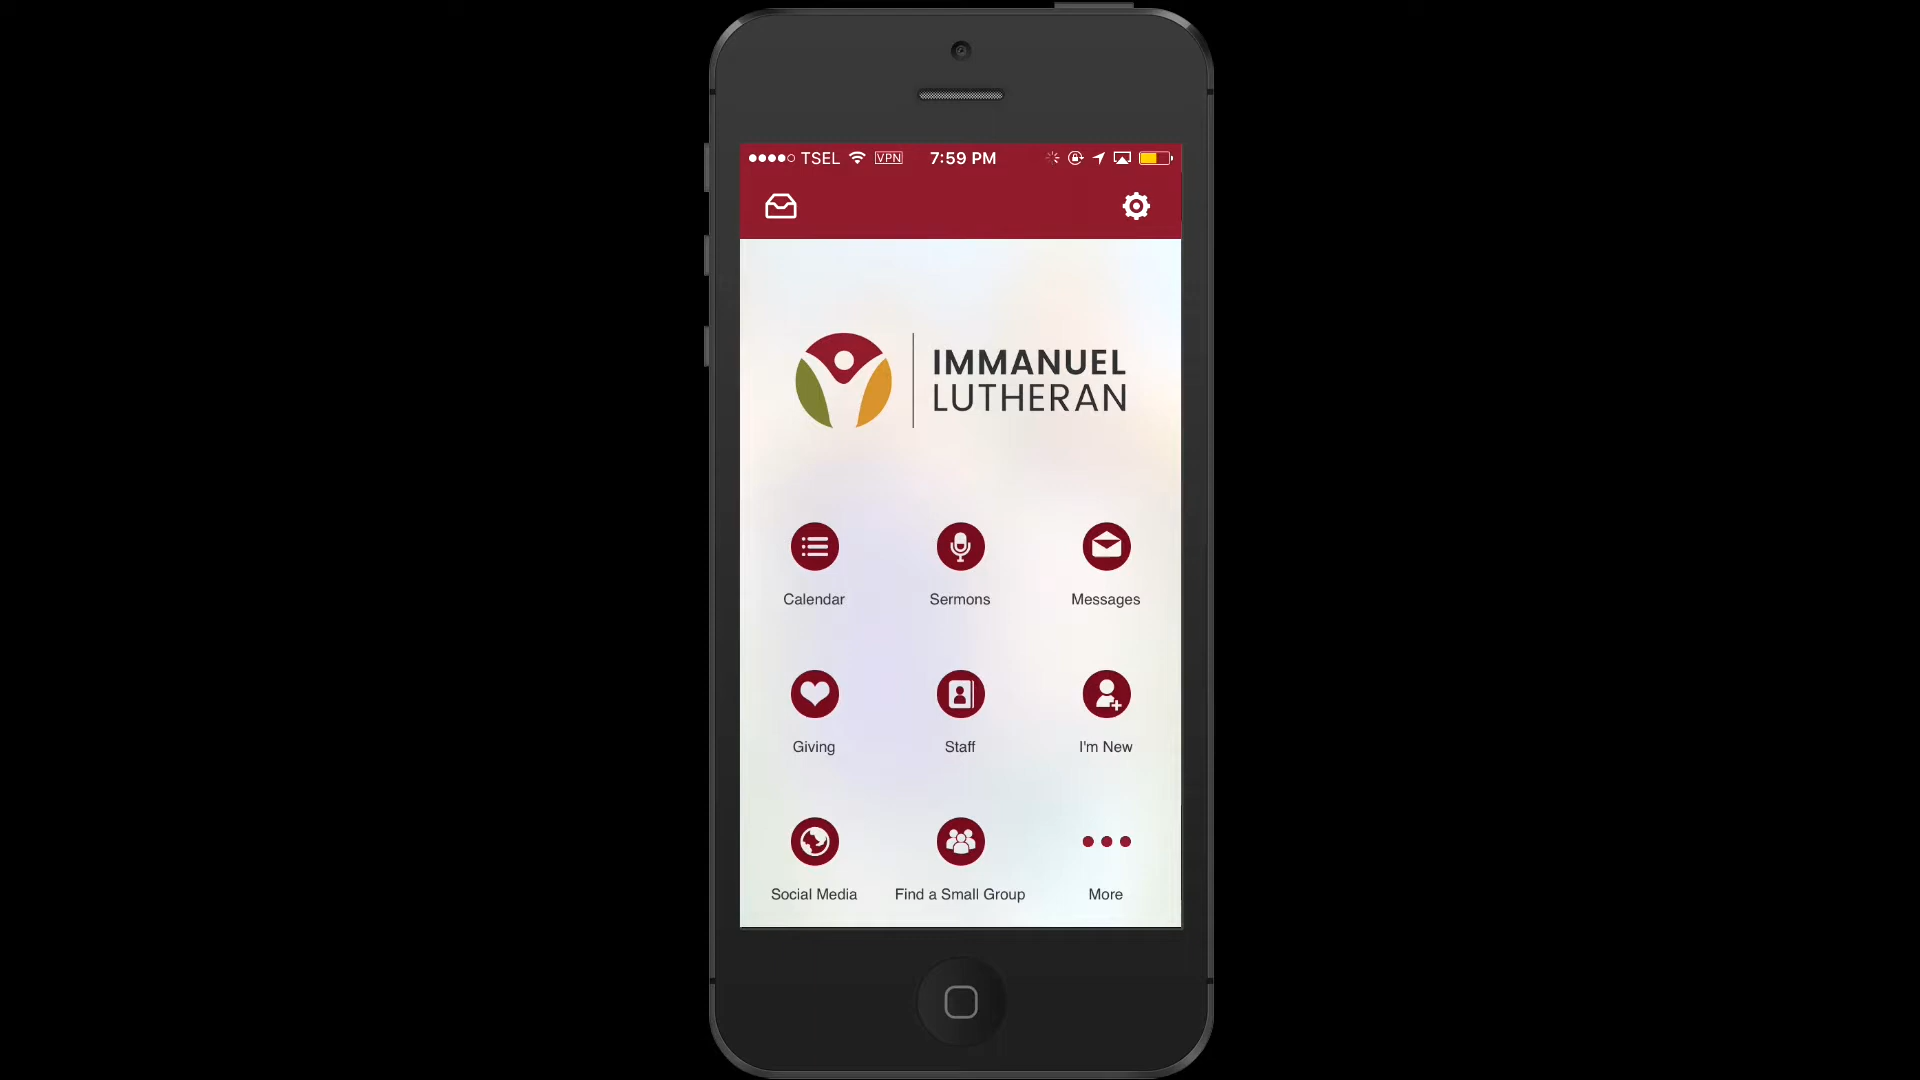 TSEL VPN 7:59 PM
IMMANUEL
LUTHERAN
Calendar Sermons Messages
Giving Staff I'm New
Social Media Find a Small Group More